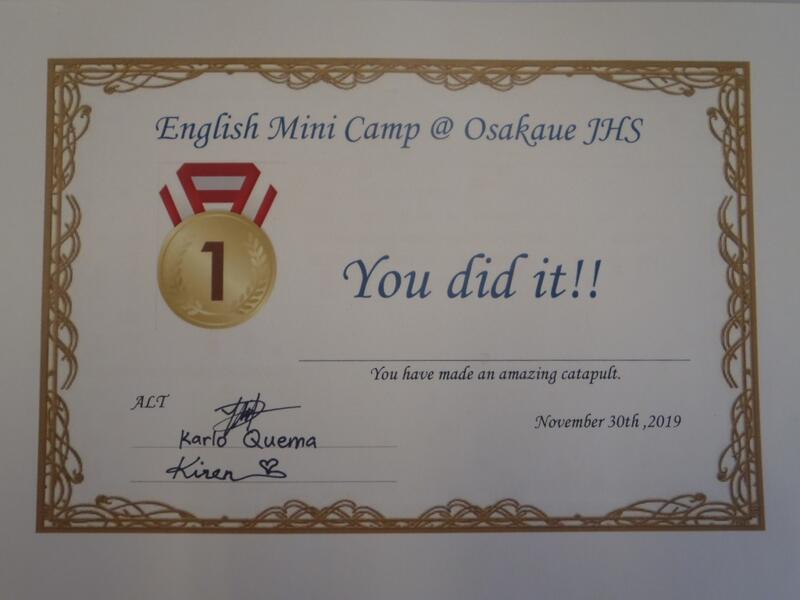 English Mini Camp @ Osakaue JHS
1
You did it!!
You have made an amazing catapult.
ALT
November 30th ,2019
Karlo Quema
Kiren